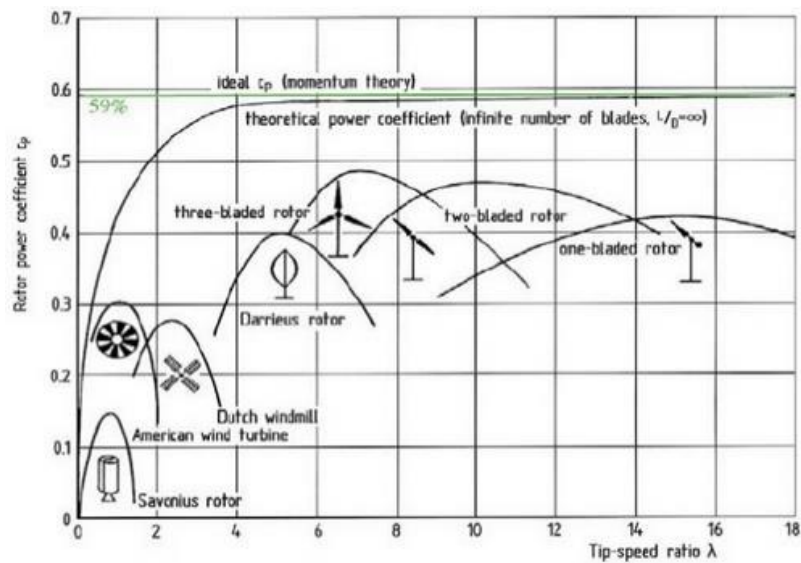 0.7
0.6
0.5
0.4
0.3
0.2
0.1
0
Rotor power coefficient cp
ideal cp (momentum theory)
59%
theoretical power coefficient (infinite number of blades, L/D=∞)
three-bladed rotor
two-bladed rotor
one-bladed rotor
Darrieus rotor
Dutch windmill
American wind turbine
Savonius rotor
0 2 4 6 8 10 12 14 16 18
Tip-speed ratio λ